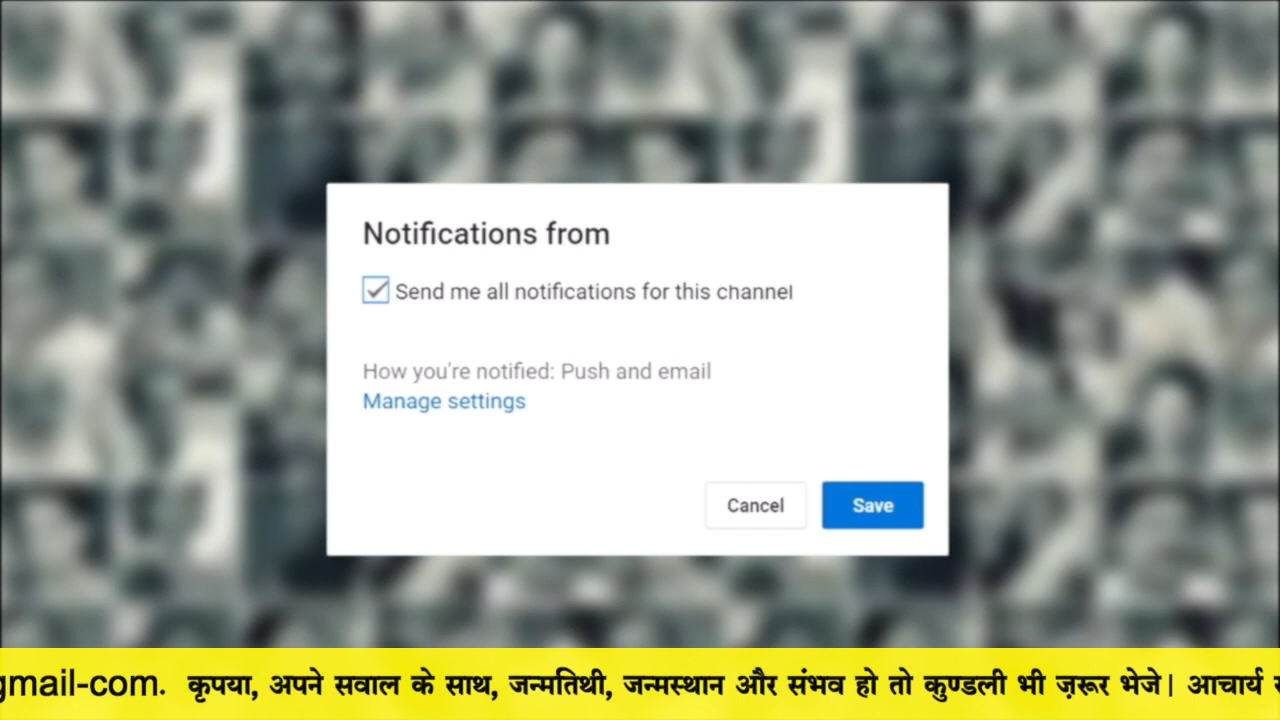 Notifications from
Send me all notifications for this channel
How you're notified: Push and email
Manage settings
Cancel Save
gmail-com. कृपया, अपने सवाल के साथ, जन्मतिथी, जन्मस्थान और संभव हो तो कुण्डली भी ज़रूर भेजे| आचार्य